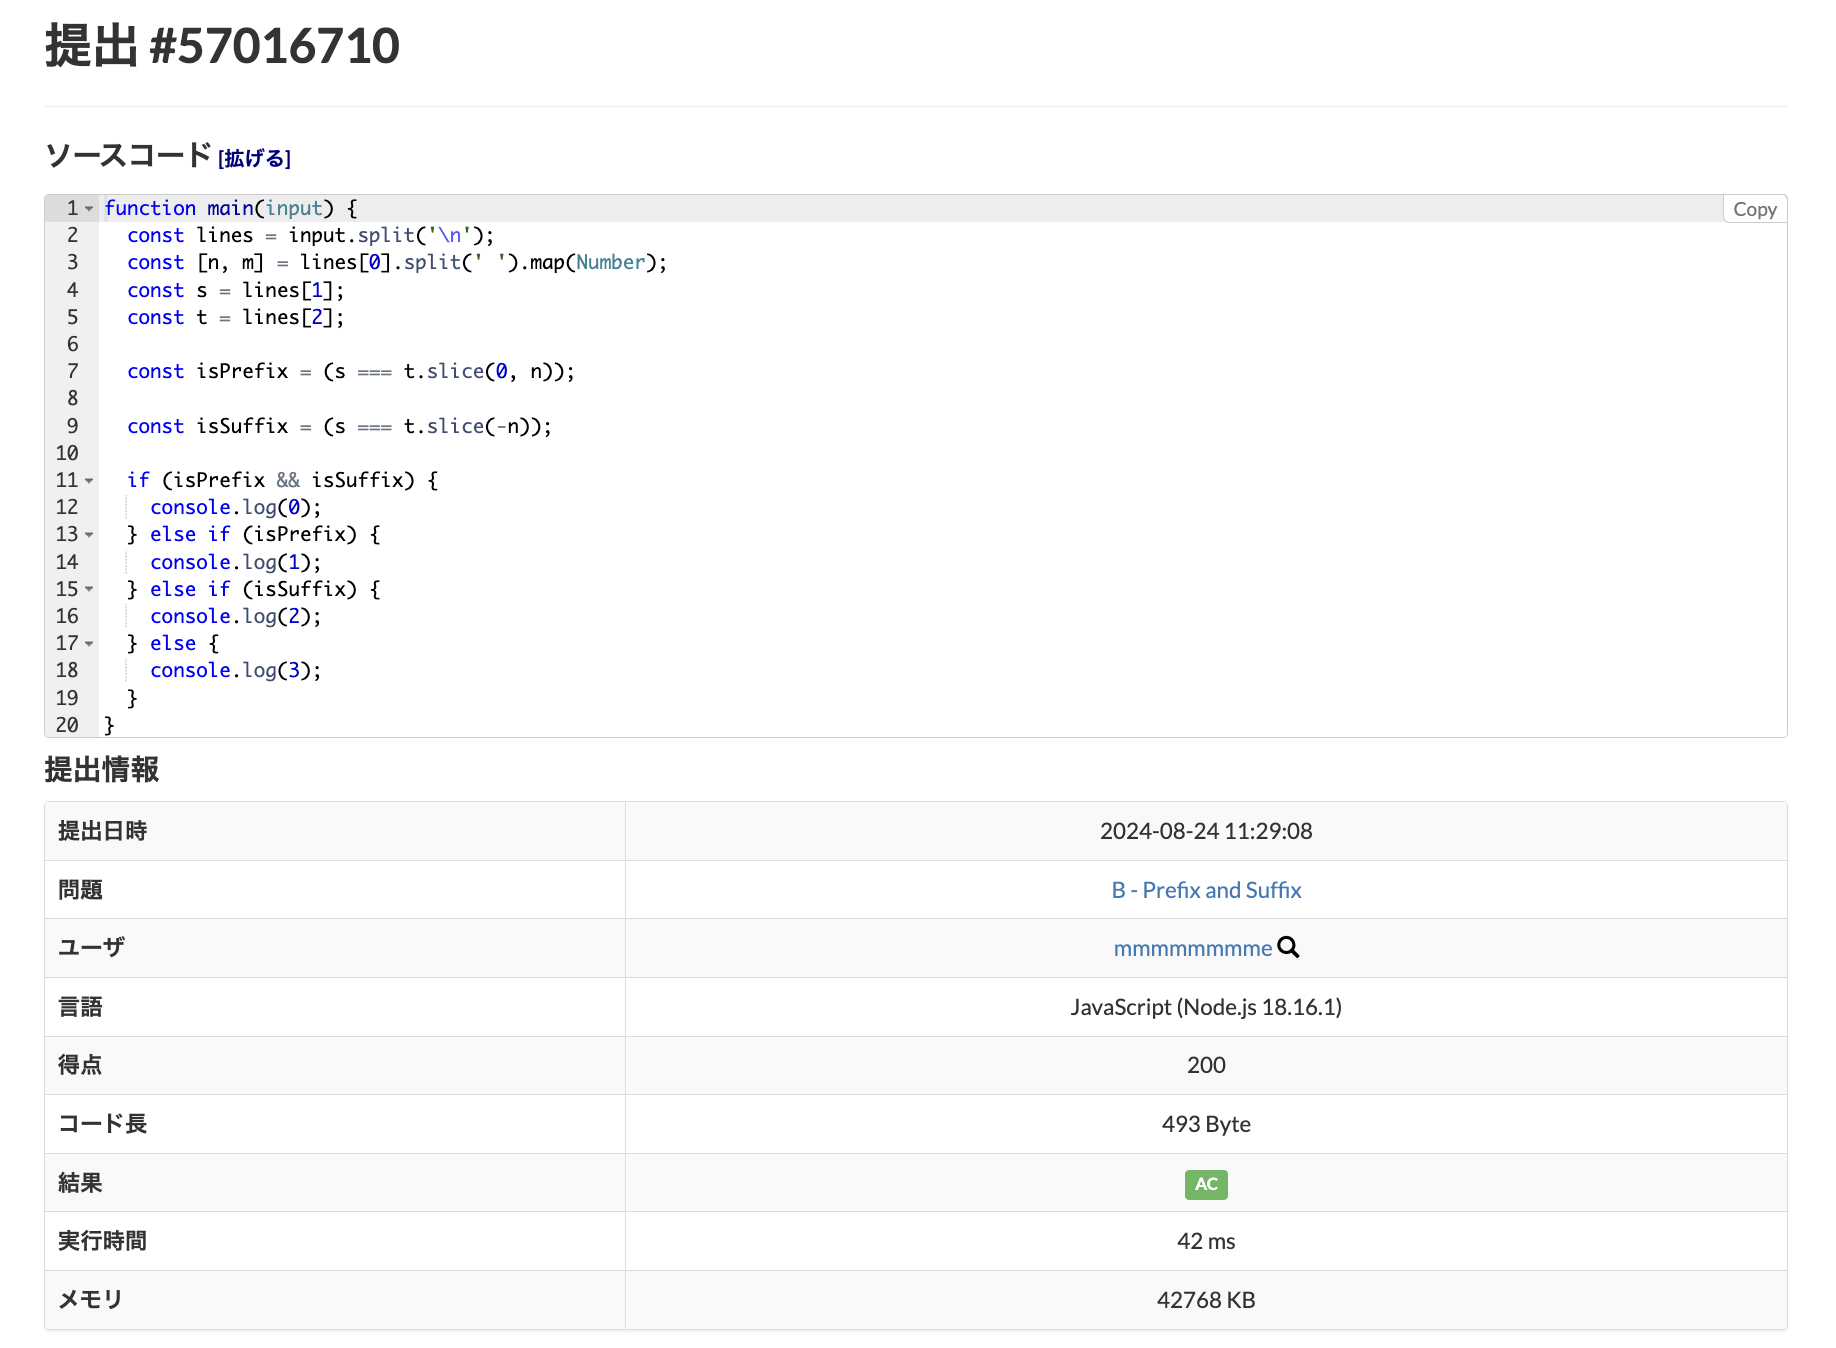 提出 #57016710
ソースコード [拡げる]
Copy
1 function main(input) {
2   const lines = input.split('\n');
3   const [n, m] = lines[0].split(' ').map(Number);
4   const s = lines[1];
5   const t = lines[2];
6
7   const isPrefix = (s === t.slice(0, n));
8
9   const isSuffix = (s === t.slice(-n));
10
11   if (isPrefix && isSuffix) {
12     console.log(0);
13   } else if (isPrefix) {
14     console.log(1);
15   } else if (isSuffix) {
16     console.log(2);
17   } else {
18     console.log(3);
19   }
20 }
提出情報
提出日時 2024-08-24 11:29:08
問題 B - Prefix and Suffix
ユーザ mmmmmmmme
言語 JavaScript (Node.js 18.16.1)
得点 200
コード長 493 Byte
結果 AC
実行時間 42 ms
メモリ 42768 KB